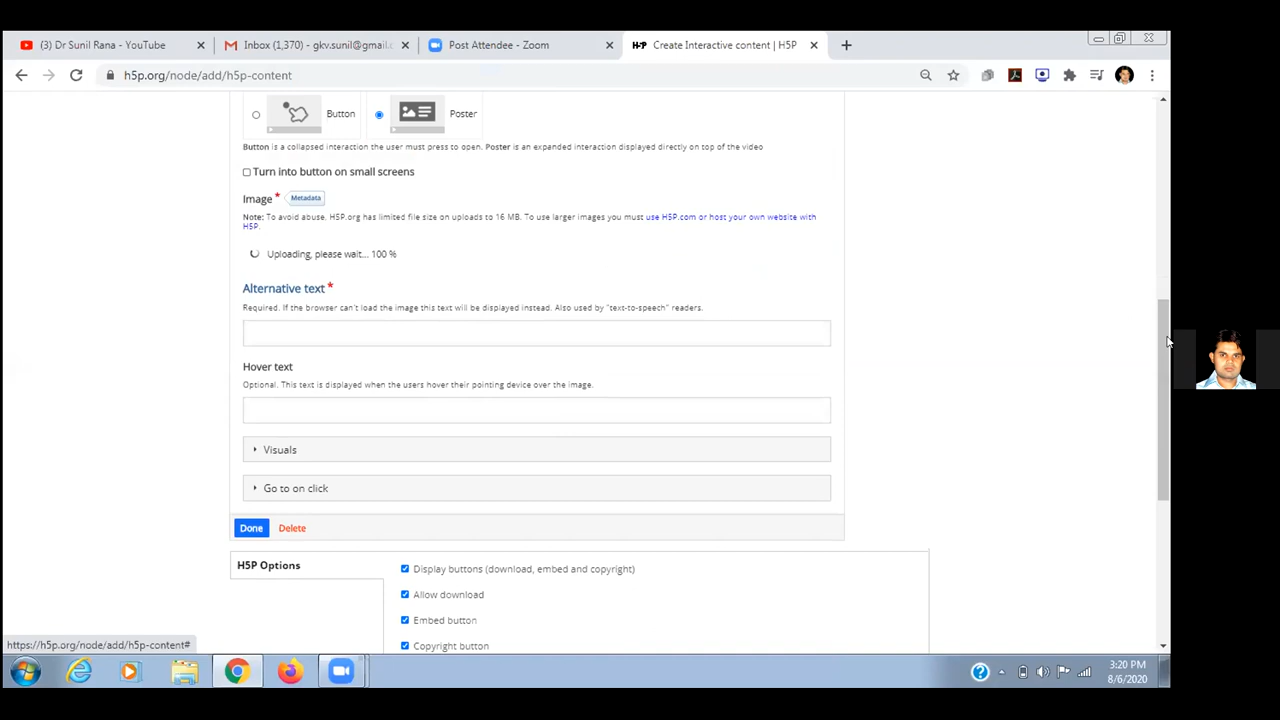 (3) Dr Sunil Rana - YouTube
Inbox (1,370) - gkv.sunil@gmail.c
Post Attendee - Zoom
H-P Create Interactive content | H5P
h5p.org/node/add/h5p-content
Button
Poster
Button is a collapsed interaction the user must press to open. Poster is an expanded interaction displayed directly on top of the video
Turn into button on small screens
Image * Metadata
Note: To avoid abuse, H5P.org has limited file size on uploads to 16 MB. To use larger images you must use H5P.com or host your own website with
H5P.
Uploading, please wait... 100 %
Alternative text *
Required. If the browser can't load the image this text will be displayed instead. Also used by "text-to-speech" readers.
Hover text
Optional. This text is displayed when the users hover their pointing device over the image.
Visuals
Go to on click
Done Delete
H5P Options
Display buttons (download, embed and copyright)
Allow download
Embed button
Copyright button
https://h5p.org/node/add/h5p-content#
3:20 PM
8/6/2020